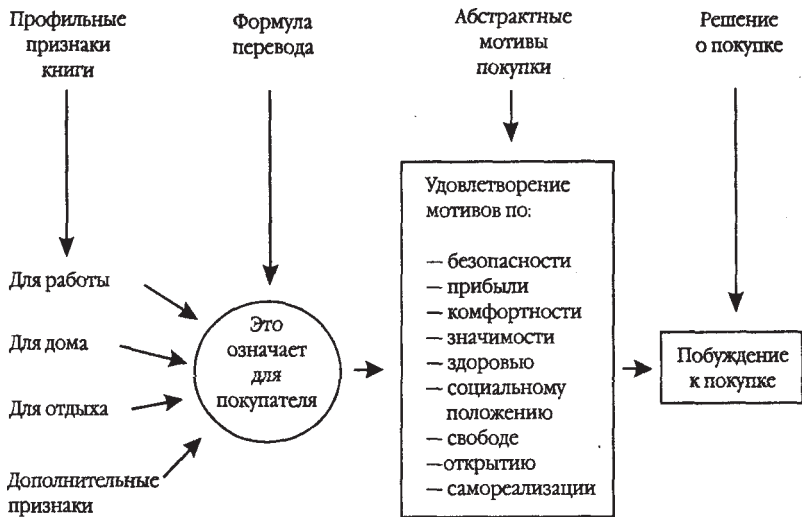 Профильные
признаки
книги
Формула
перевода
Абстрактные
мотивы
покупки
Решение
о покупке
Для работы
Для дома
Для отдыха
Дополнительные
признаки
Это
означает
для
покупателя
Удовлетворение
мотивов по:
— безопасности
— прибыли
— комфортности
— значимости
— здоровью
— социальному
положению
— свободе
— открытию
— самореализации
Побуждение
к покупке